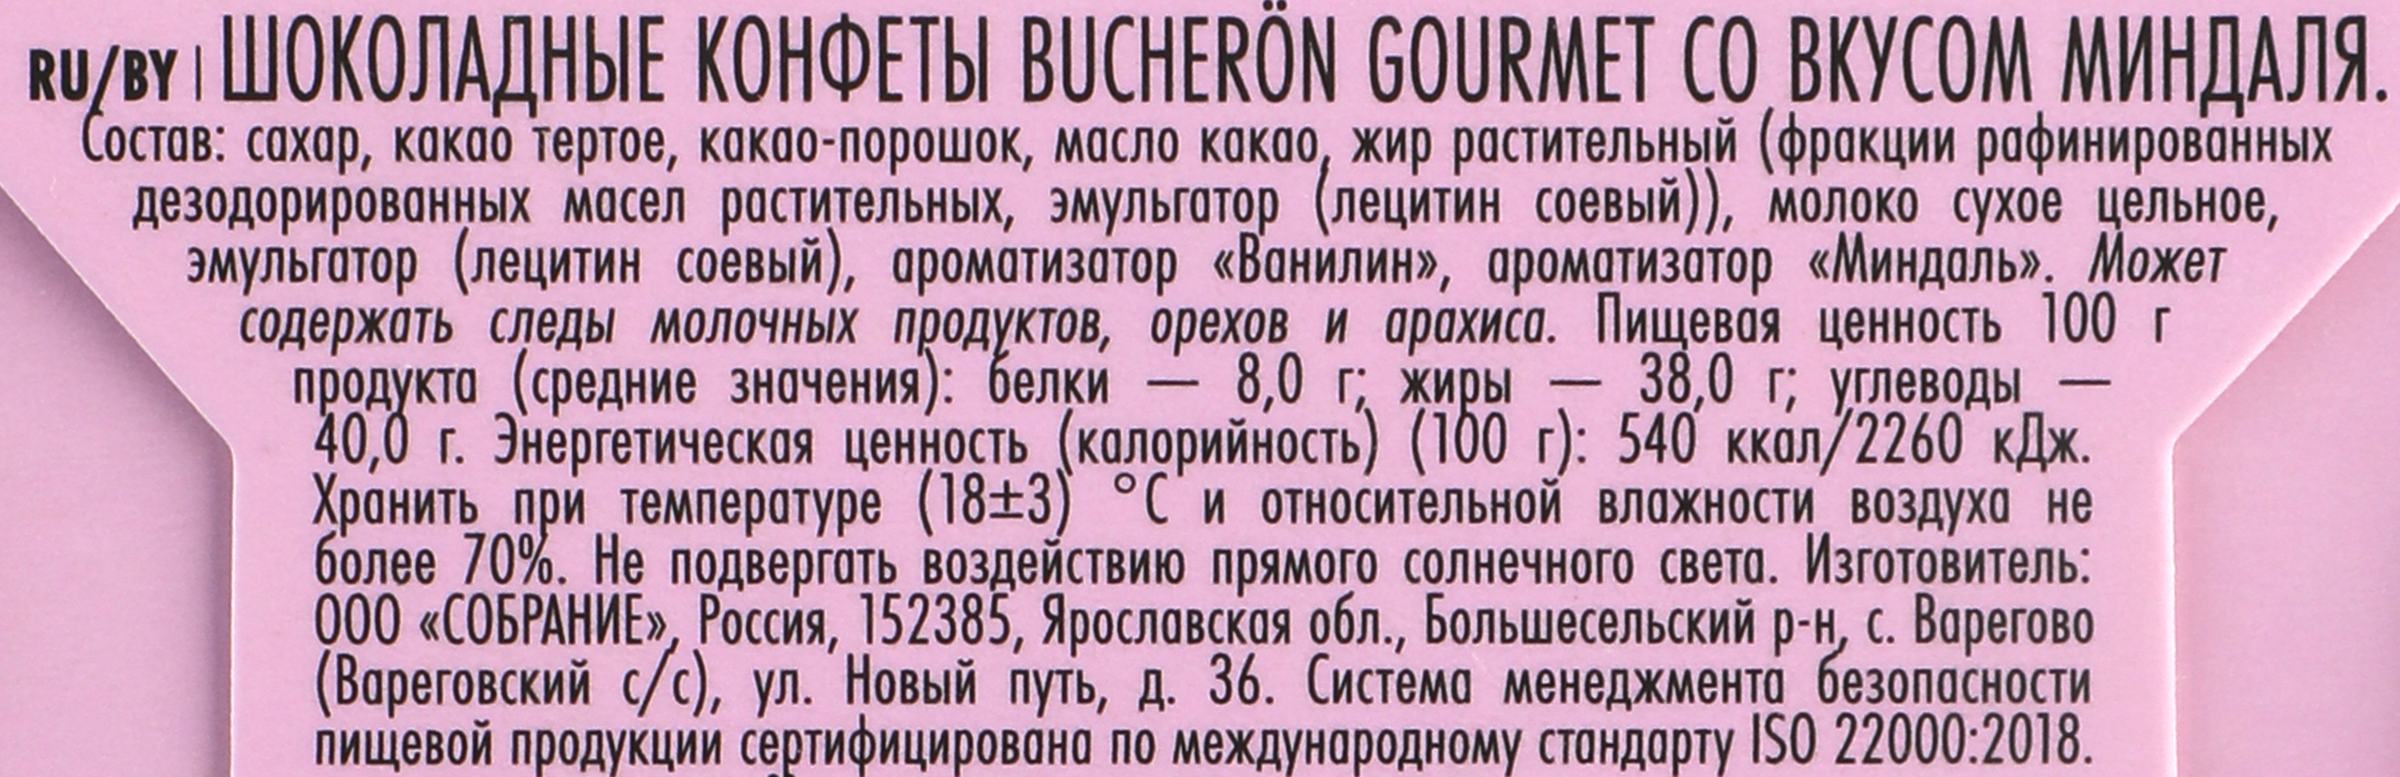 RU/BY | ШОКОЛАДНЫЕ КОНФЕТЫ BUCHERÖN GOURMET СО ВКУСОМ МИНДАЛЯ.
Состав: сахар, какао тертое, какао-порошок, масло какао, жир растительный (фракции рафинированных
дезодорированных масел растительных, эмульгатор (лецитин соевый)), молоко сухое цельное,
эмульгатор (лецитин соевый), ароматизатор «Ванилин», ароматизатор «Миндаль». Может
содержать следы молочных продуктов, орехов и арахиса. Пищевая ценность 100 г
продукта (средние значения): белки — 8,0 г; жиры — 38,0 г; углеводы —
40,0 г. Энергетическая ценность (калорийность) (100 г): 540 ккал/2260 кДж.
Хранить при температуре (18±3) °С и относительной влажности воздуха не
более 70%. Не подвергать воздействию прямого солнечного света. Изготовитель:
ООО «СОБРАНИЕ», Россия, 152385, Ярославская обл., Большесельский р-н, с. Варегово
(Вареговский с/с), ул. Новый путь, д. 36. Система менеджмента безопасности
пищевой продукции сертифицирована по международному стандарту ISO 22000:2018.